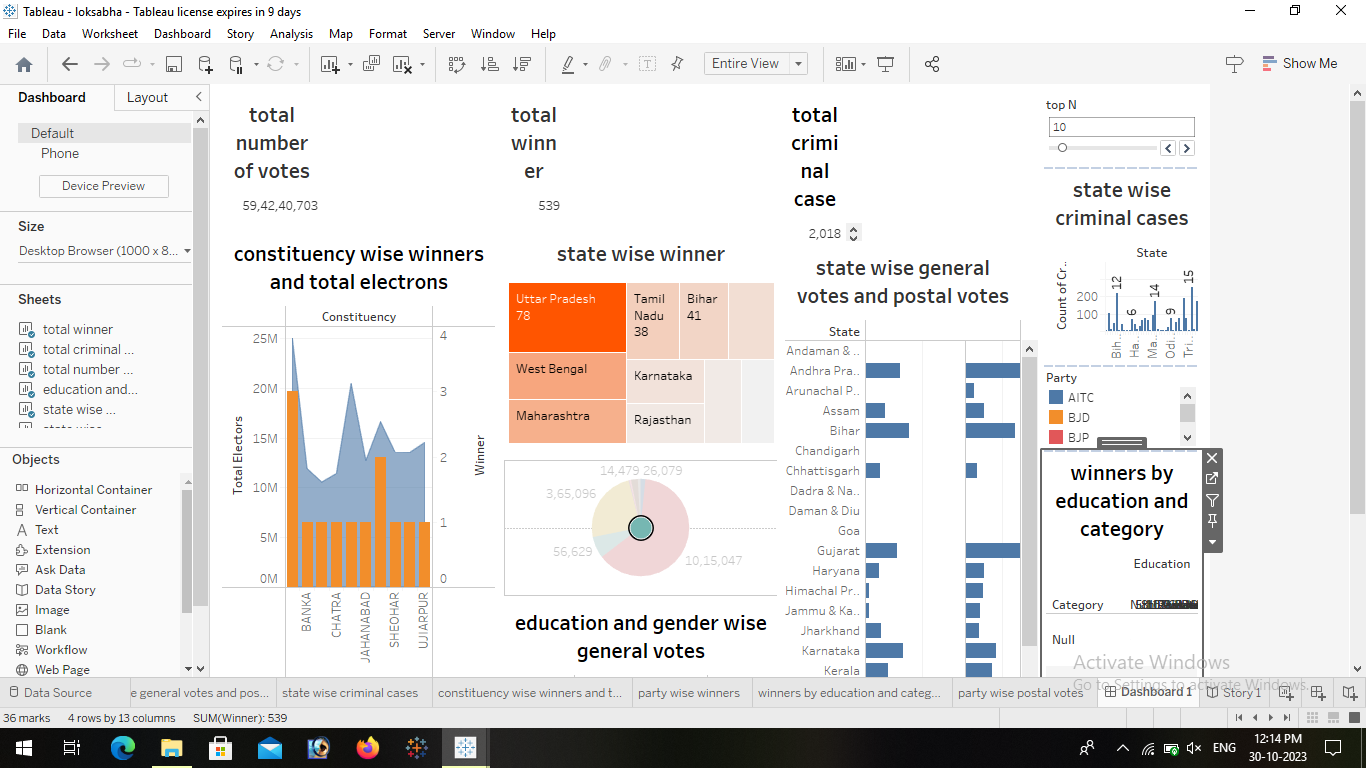 Tableau - loksabha - Tableau license expires in 9 days
File Data Worksheet Dashboard Story Analysis Map Format Server Window Help
Entire View
Show Me
Dashboard Layout
Default
Phone
Device Preview
Size
Desktop Browser (1000 x 8...
Sheets
total winner
total criminal ...
total number ...
education and...
state wise ...
Objects
Horizontal Container
Vertical Container
Text
Extension
Ask Data
Data Story
Image
Blank
Workflow
Web Page
total
number
of votes
59,42,40,703
total
winn
er
539
total
crimi
nal
case
2,018
top N
10
constituency wise winners
and total electrons
Constituency
Total Electors
25M
20M
15M
10M
5M
0M
Winner
4
3
2
1
0
BANKA
CHATRA
JAHANABAD
SHEOHAR
UJIARPUR
state wise winner
Uttar Pradesh
78
Tamil
Nadu
38
Bihar
41
West Bengal
Karnataka
Maharashtra
Rajasthan
14,479 26,079
3,65,096
56,629
10,15,047
education and gender wise
general votes
state wise general
votes and postal votes
State
Andaman & ..
Andhra Pra..
Arunachal P..
Assam
Bihar
Chandigarh
Chhattisgarh
Dadra & Na..
Daman & Diu
Goa
Gujarat
Haryana
Himachal Pr..
Jammu & Ka..
Jharkhand
Karnataka
Kerala
state wise
criminal cases
State
Count of Cr..
200
100
12
6
14
9
15
Bih..
Ha..
Ma..
Odi..
Tri..
Party
AITC
BJD
BJP
winners by
education and
category
Education
Category
Null
Activate Windows
Go to Settings to activate Windows.
Data Source
e general votes and pos...
state wise criminal cases
constituency wise winners and t...
party wise winners
winners by education and categ...
party wise postal votes
Dashboard 1
Story 1
36 marks 4 rows by 13 columns SUM(Winner): 539
ENG
12:14 PM
30-10-2023